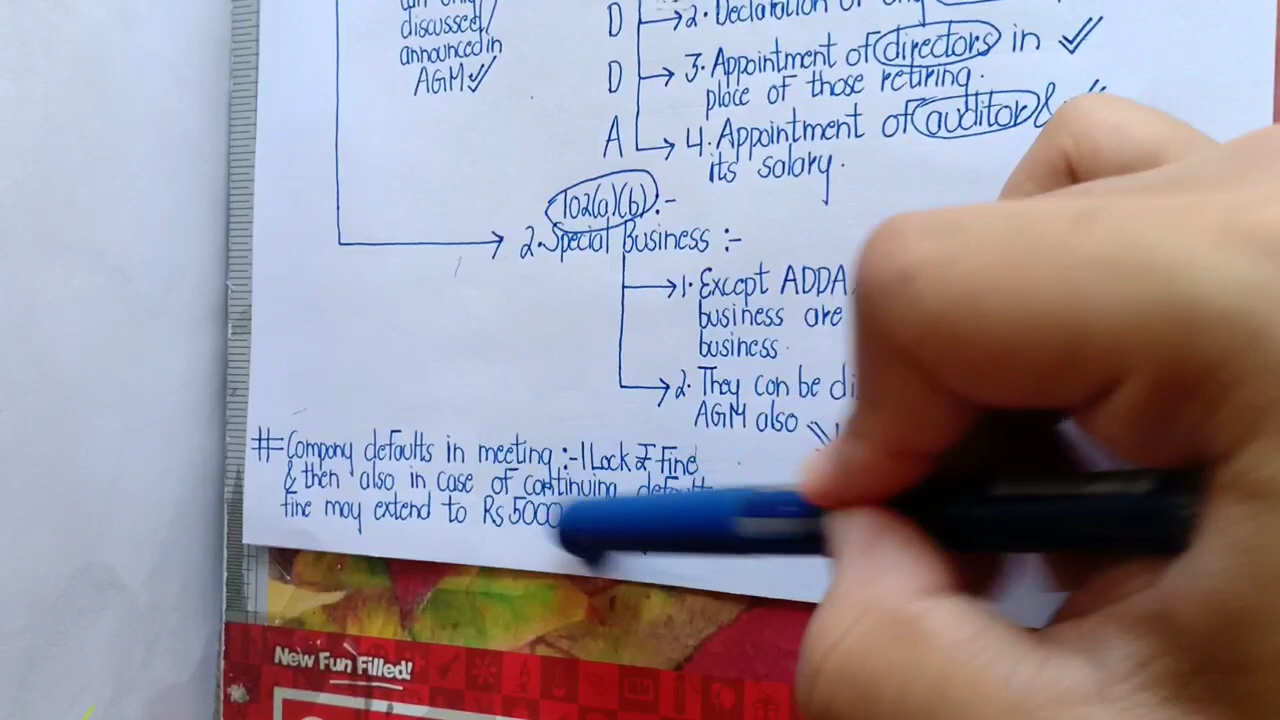 discussed/
announced in
AGM ✓
D → 2. Declaration of any
D → 3. Appointment of directors in ✓
place of those retiring.
A → 4. Appointment of auditor &
its salary.
102(a)(b) :-
2. Special Business :-
→ 1. Except ADDA
business are
business.
→ 2. They can be di
AGM also
# Company defaults in meeting :- 1 Lack ₹ Fine
& then also in case of continuing default
fine may extend to Rs 5000
New Fun Filled!